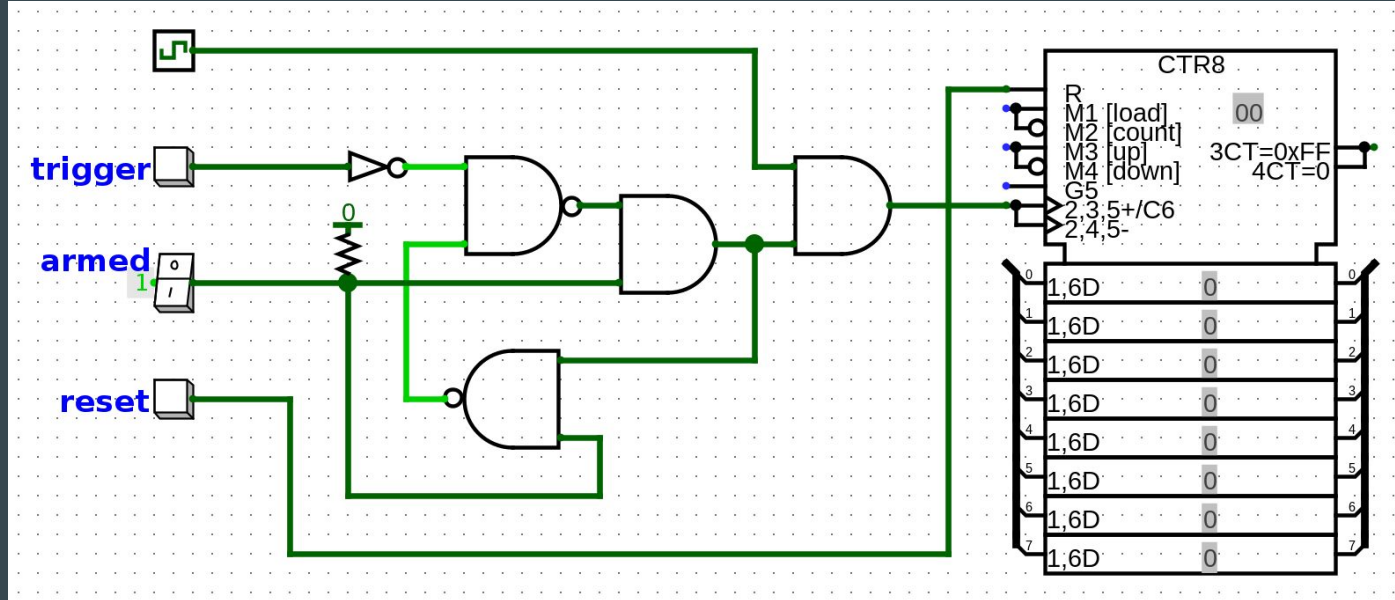 CTR8
R
M1 [load]
00
M2 [count]
M3 [up]
3CT=0xFF
M4 [down]
4CT=0
G5
2,3,5+/C6
2,4,5-
trigger
0
armed
0
1
1
reset
0 1,6D 0 0
1 1,6D 0 1
2 1,6D 0 2
3 1,6D 0 3
4 1,6D 0 4
5 1,6D 0 5
6 1,6D 0 6
7 1,6D 0 7